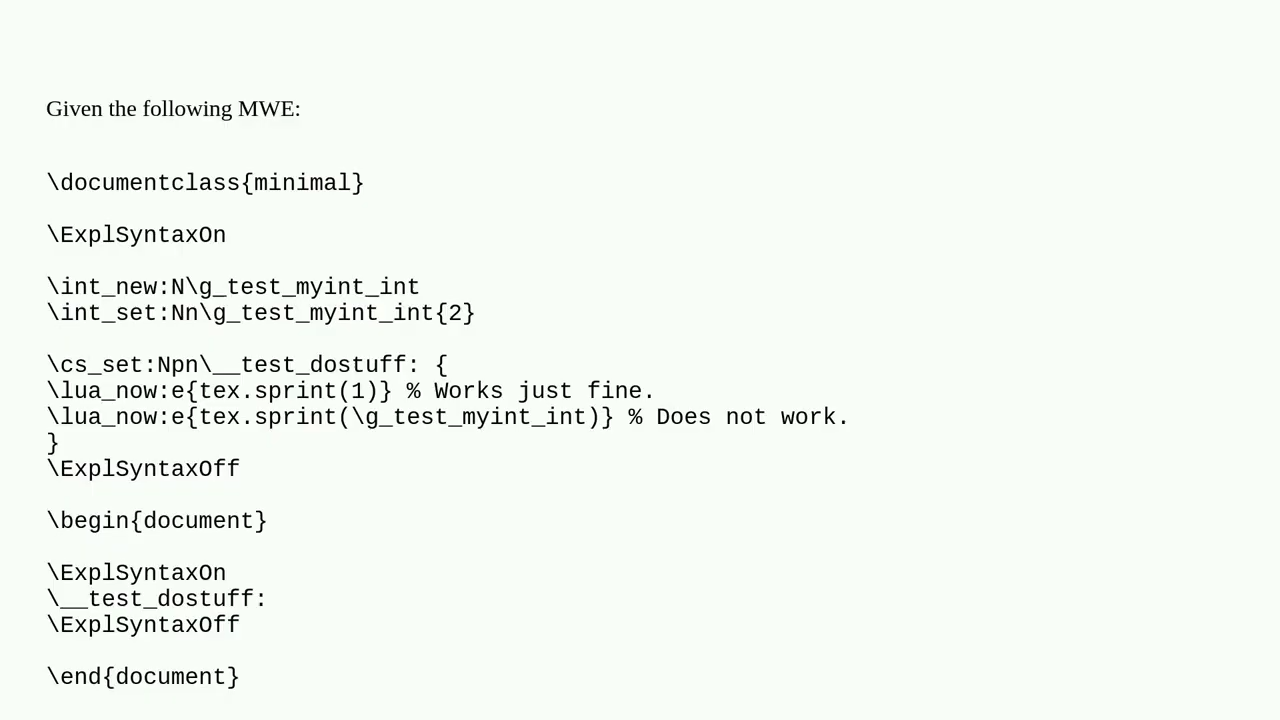 Given the following MWE:
\documentclass{minimal}
\ExplSyntaxOn
\int_new:N\g_test_myint_int
\int_set:Nn\g_test_myint_int{2}
\cs_set:Npn\__test_dostuff: {
\lua_now:e{tex.sprint(1)} % Works just fine.
\lua_now:e{tex.sprint(\g_test_myint_int)} % Does not work.
}
\ExplSyntaxOff
\begin{document}
\ExplSyntaxOn
\__test_dostuff:
\ExplSyntaxOff
\end{document}